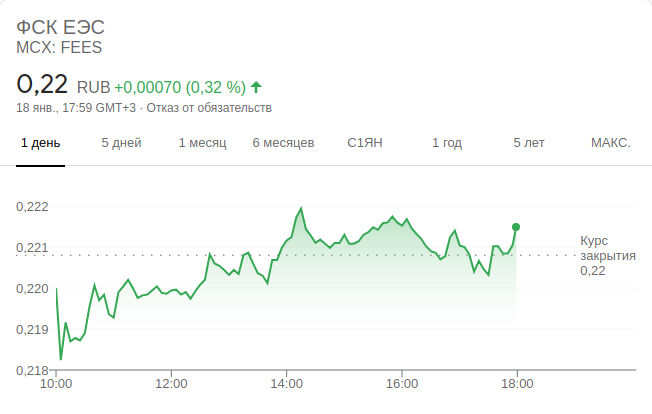 ФСК ЕЭС
MCX: FEES
0,22 RUB +0,00070 (0,32 %)
18 янв., 17:59 GMT+3 · Отказ от обязательств
1 день 5 дней 1 месяц 6 месяцев С1ЯН 1 год 5 лет МАКС.
0,222
0,221
0,220
0,219
0,218
Курс
закрытия
0,22
10:00 12:00 14:00 16:00 18:00